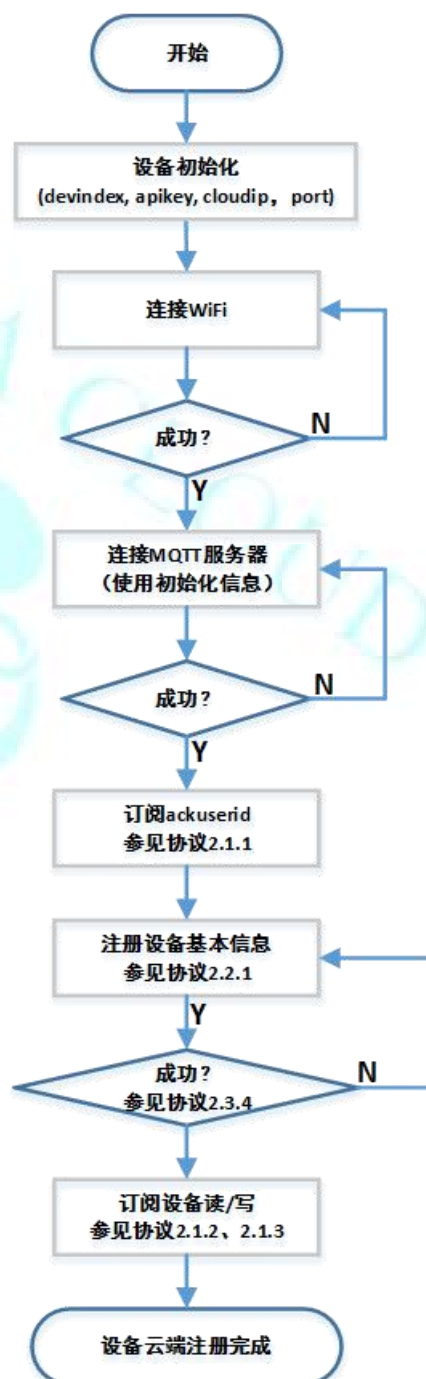 开始
设备初始化
(devindex, apikey, cloudip，port)
连接WiFi
成功？
N
Y
连接MQTT服务器
（使用初始化信息）
成功？
N
Y
订阅ackuserid
参见协议2.1.1
注册设备基本信息
参见协议2.2.1
Y
成功？
N
参见协议2.3.4
订阅设备读/写
参见协议2.1.2、2.1.3
设备云端注册完成